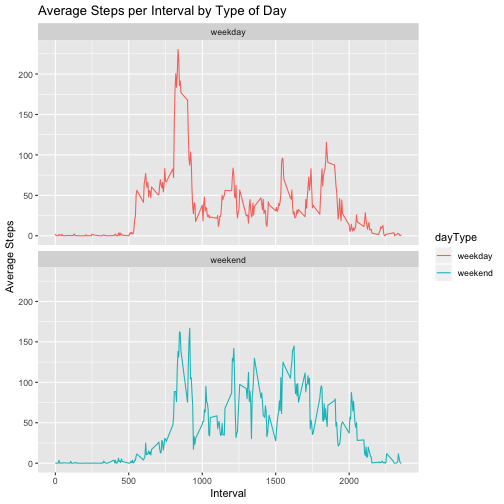 Average Steps per Interval by Type of Day
weekday
200
150
100
50
0
weekend
200
150
100
50
0
0
500
1000
1500
2000
Interval
Average Steps
dayType
weekday
weekend